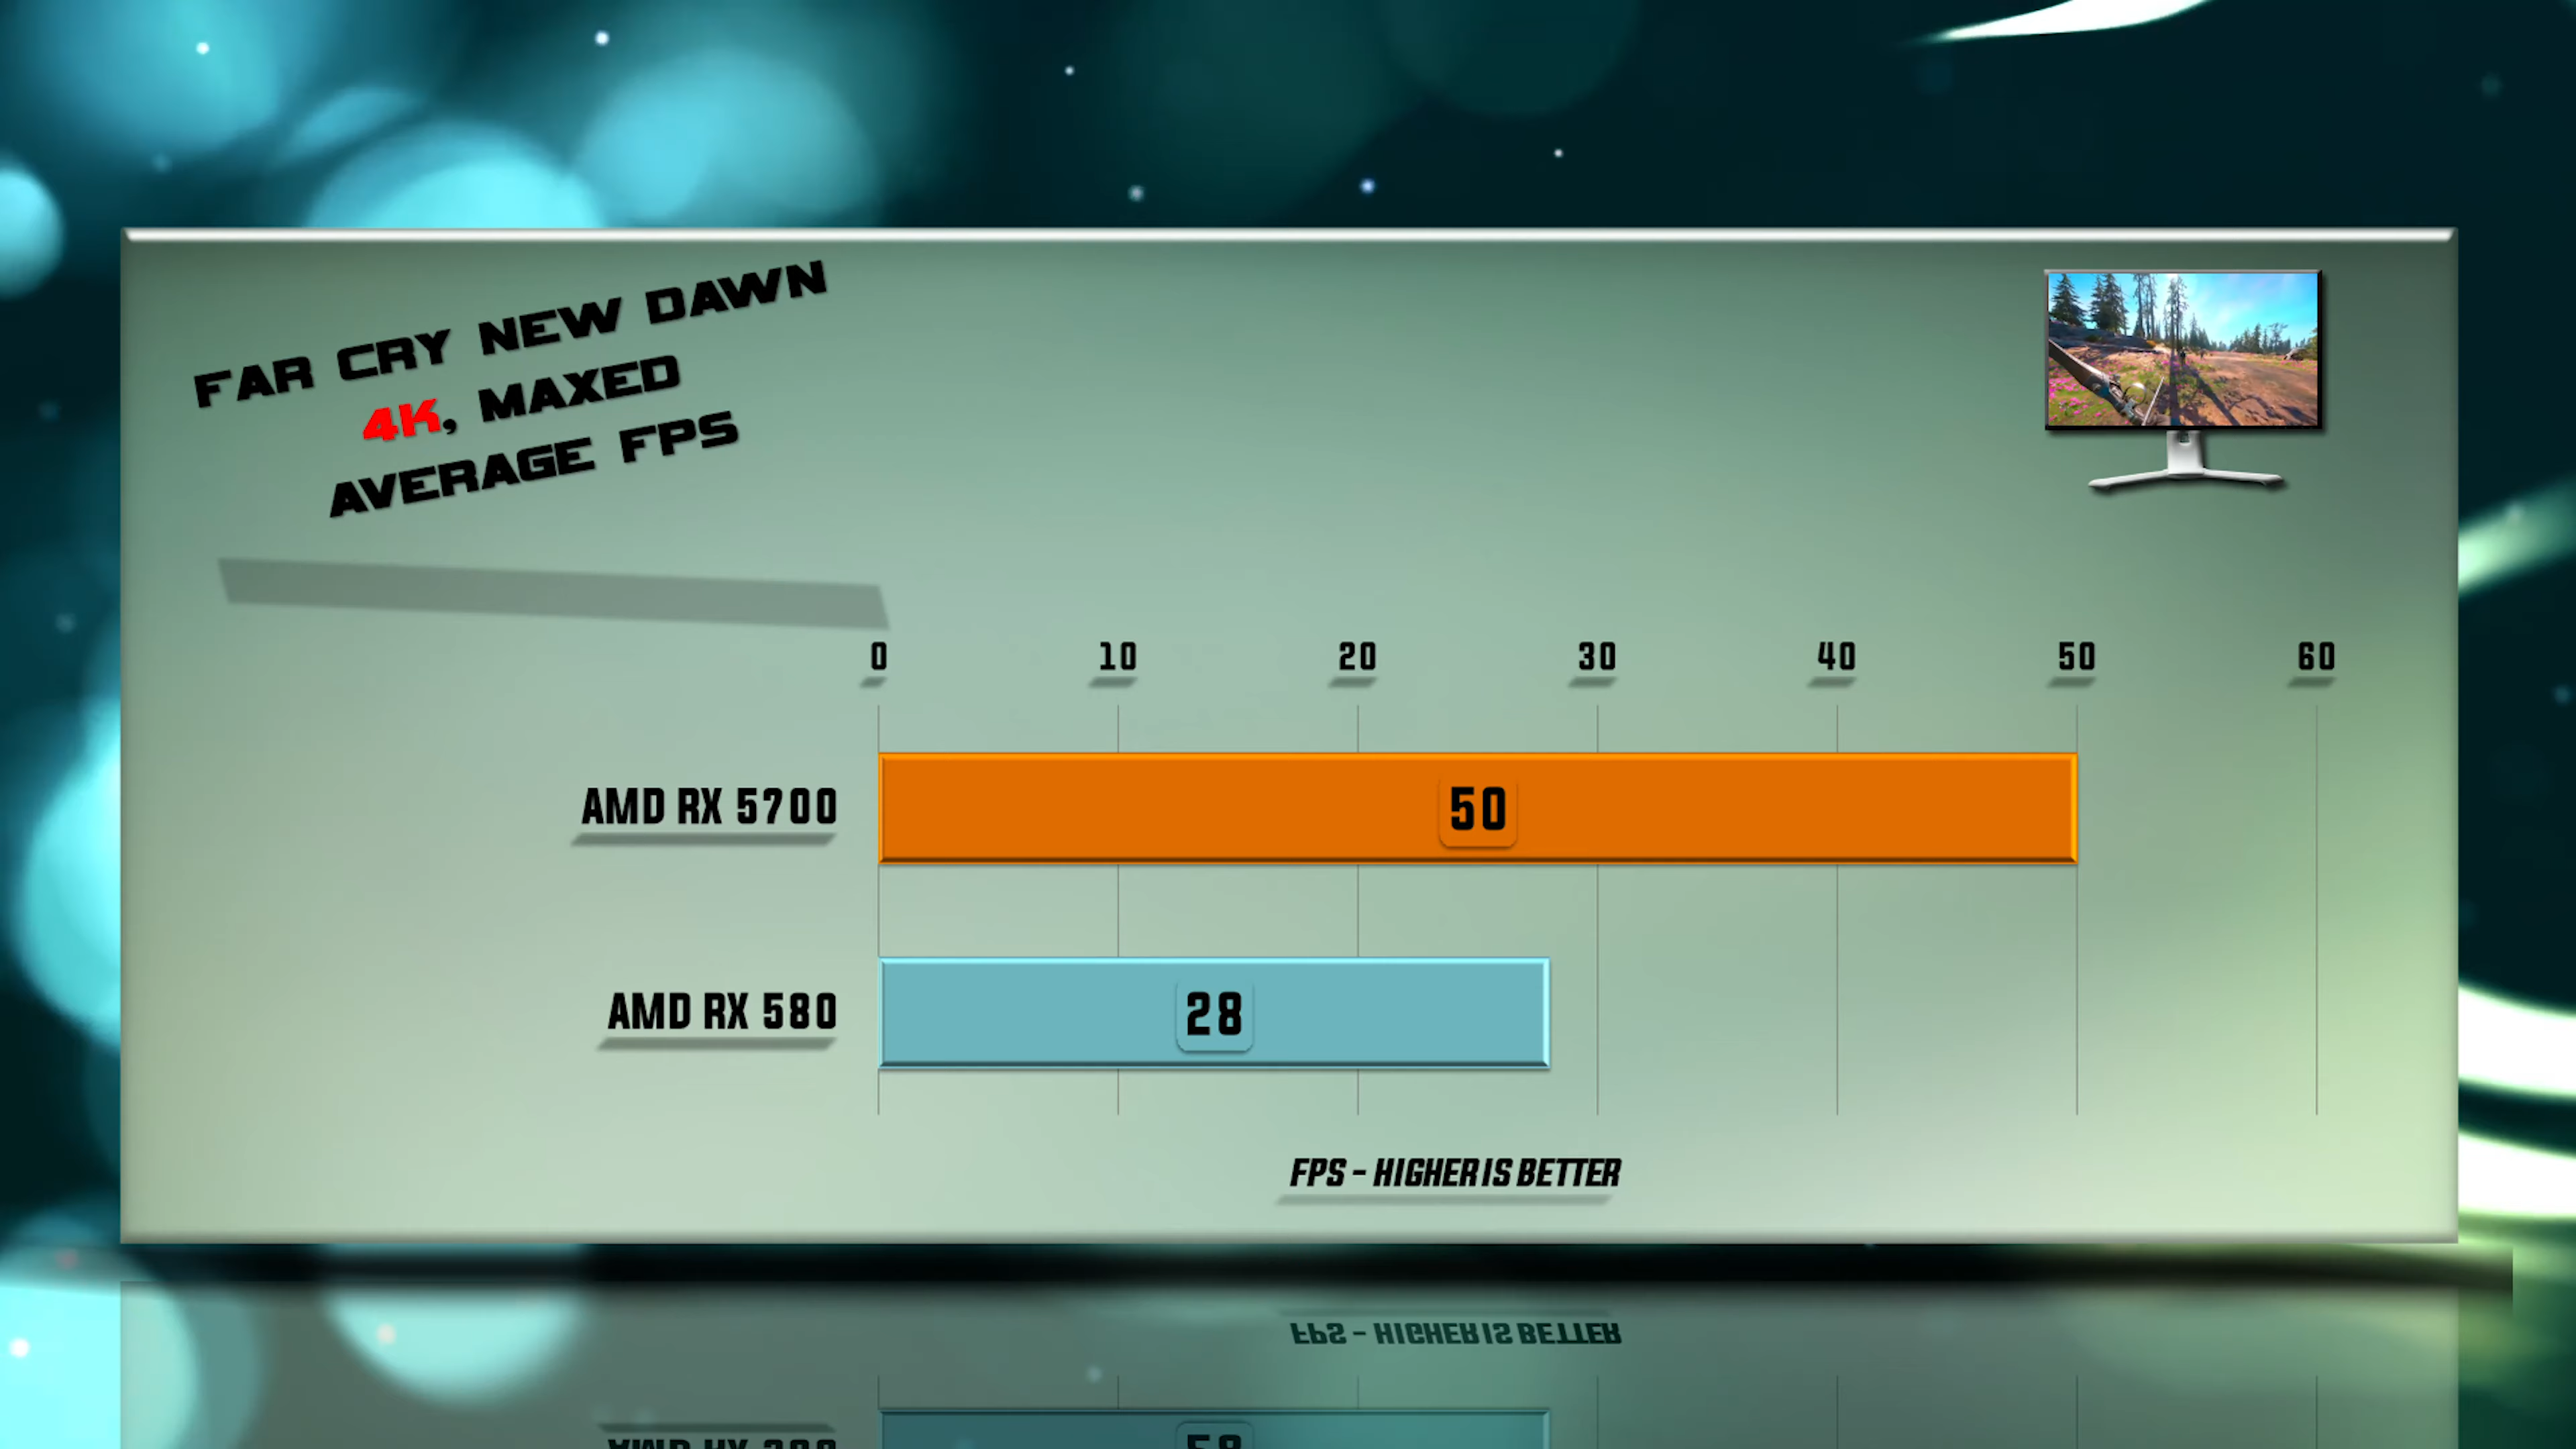 FAR CRY NEW DAWN
4K, MAXED
AVERAGE FPS
0 10 20 30 40 50 60
AMD RX 5700 50
AMD RX 580 28
FPS - HIGHER IS BETTER